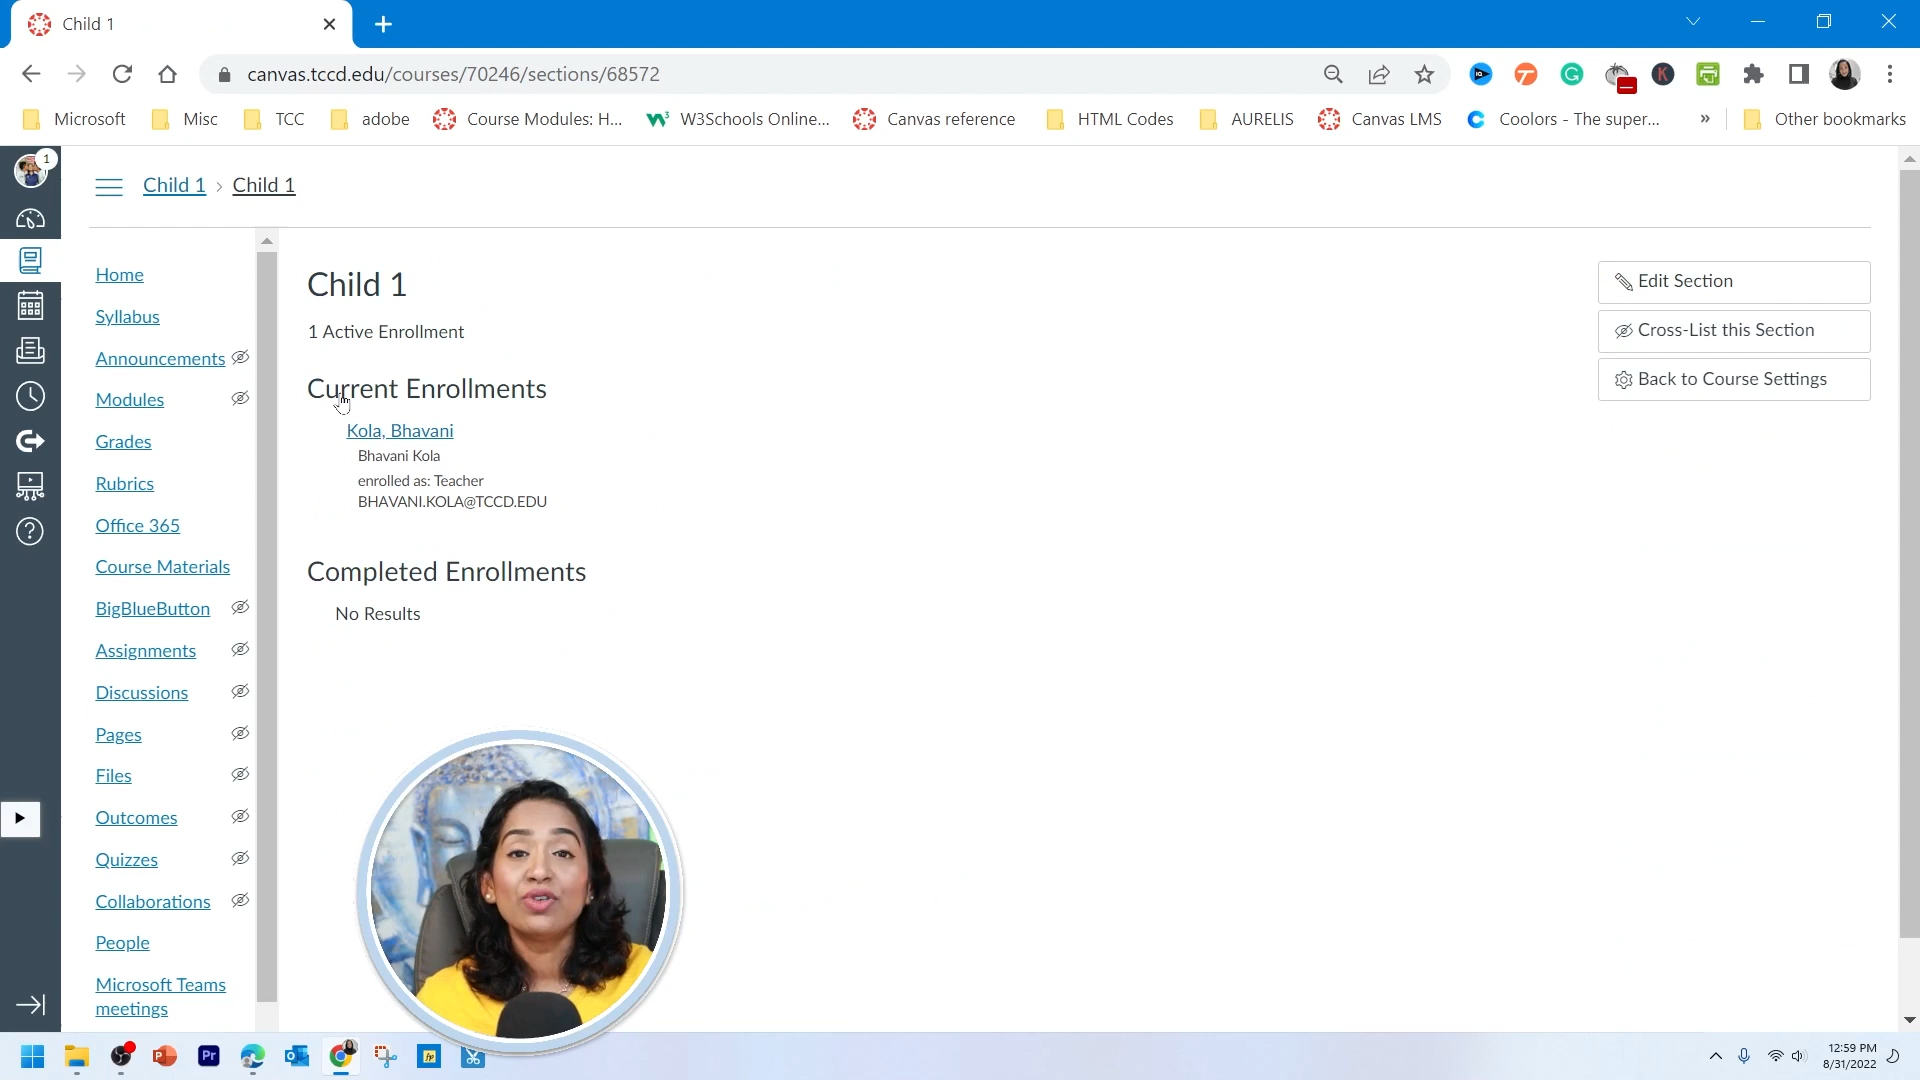 Child 1
canvas.tccd.edu/courses/70246/sections/68572
Microsoft
Misc
TCC
adobe
Course Modules: H...
W3Schools Online...
Canvas reference
HTML Codes
AURELIS
Canvas LMS
Coolors - The super...
»
Other bookmarks
1
Child 1 › Child 1
Home
Syllabus
Announcements
Modules
Grades
Rubrics
Office 365
Course Materials
BigBlueButton
Assignments
Discussions
Pages
Files
Outcomes
Quizzes
Collaborations
People
Microsoft Teams
meetings
Child 1
1 Active Enrollment
Current Enrollments
Kola, Bhavani
Bhavani Kola
enrolled as: Teacher
BHAVANI.KOLA@TCCD.EDU
Completed Enrollments
No Results
Edit Section
Cross-List this Section
Back to Course Settings
Pr
fp
12:59 PM
8/31/2022